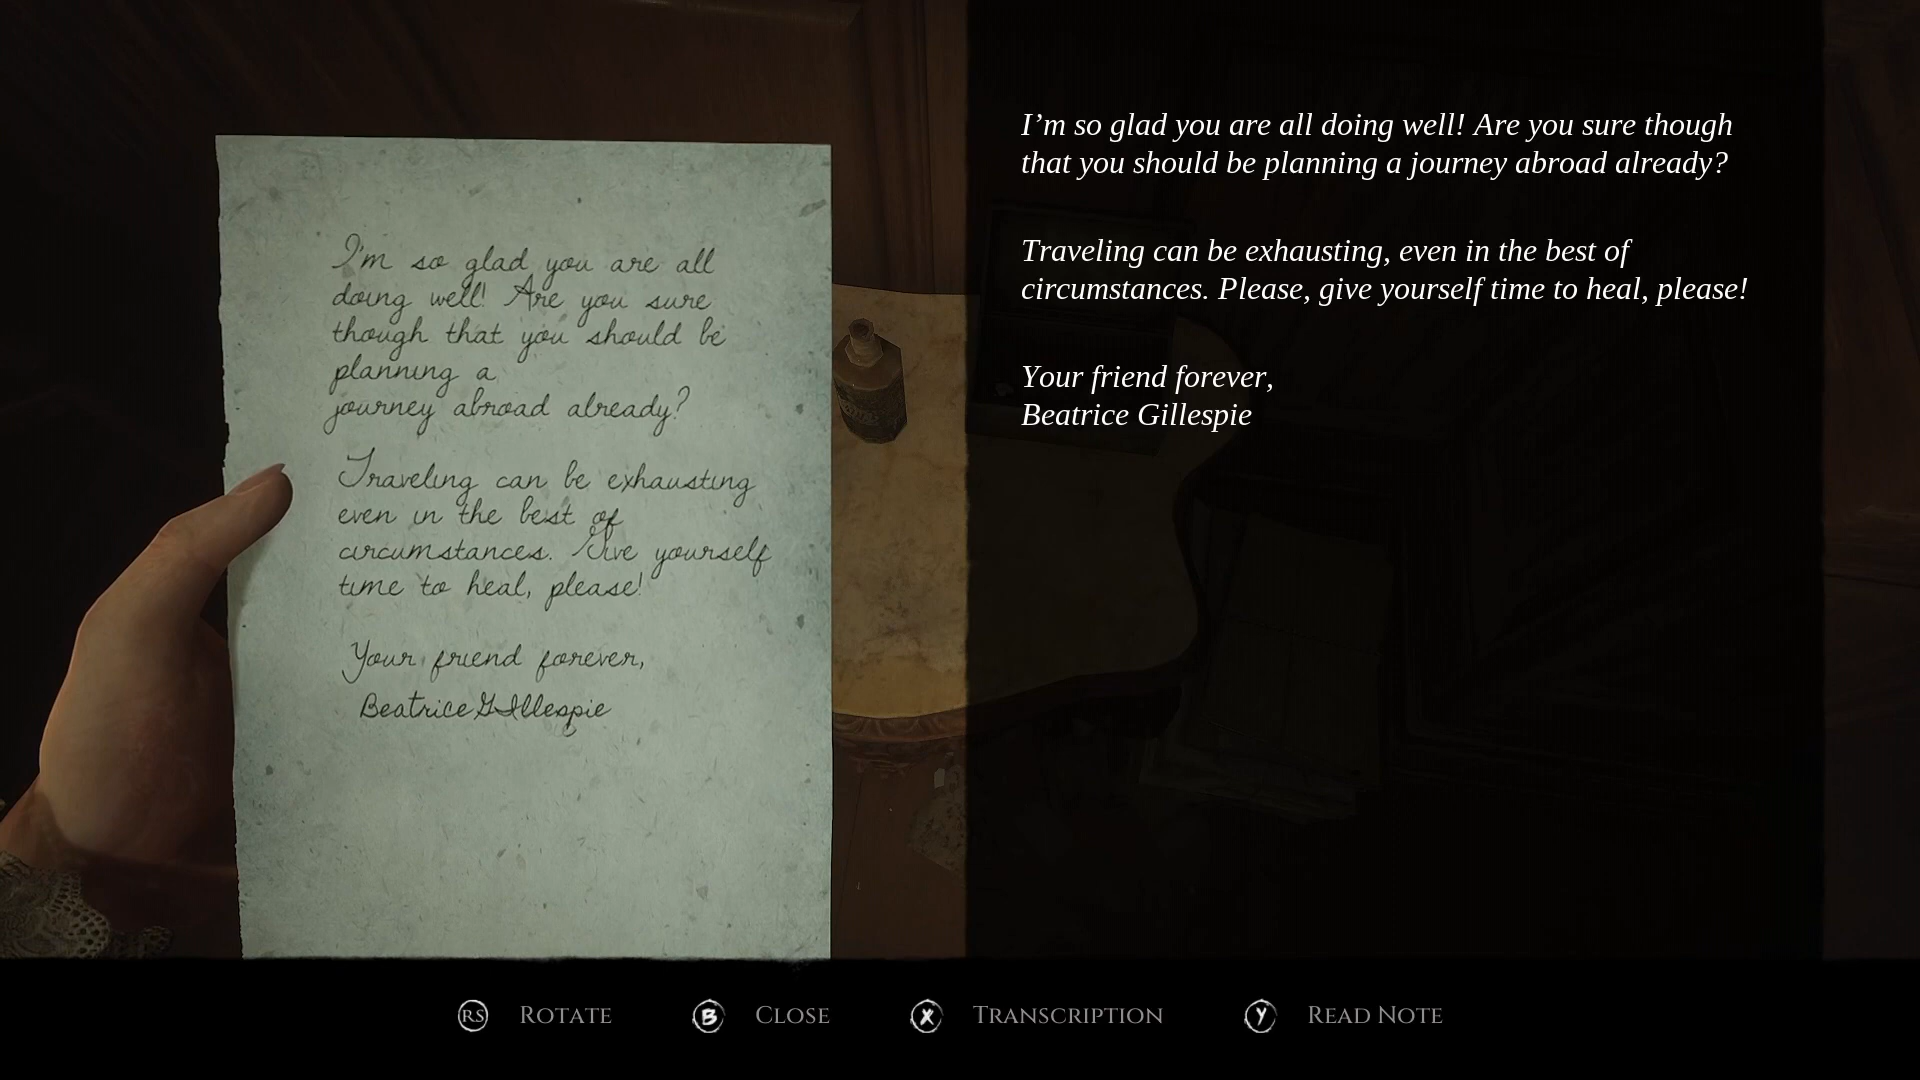 I'm so glad you are all
doing well! Are you sure
though that you should be
planning a
journey abroad already?
Traveling can be exhausting
even in the best of
circumstances. Give yourself
time to heal, please!
Your friend forever,
Beatrice GIllespie
I'm so glad you are all doing well! Are you sure though
that you should be planning a journey abroad already?
Traveling can be exhausting, even in the best of
circumstances. Please, give yourself time to heal, please!
Your friend forever,
Beatrice Gillespie
RS Rotate B Close X Transcription Y Read Note